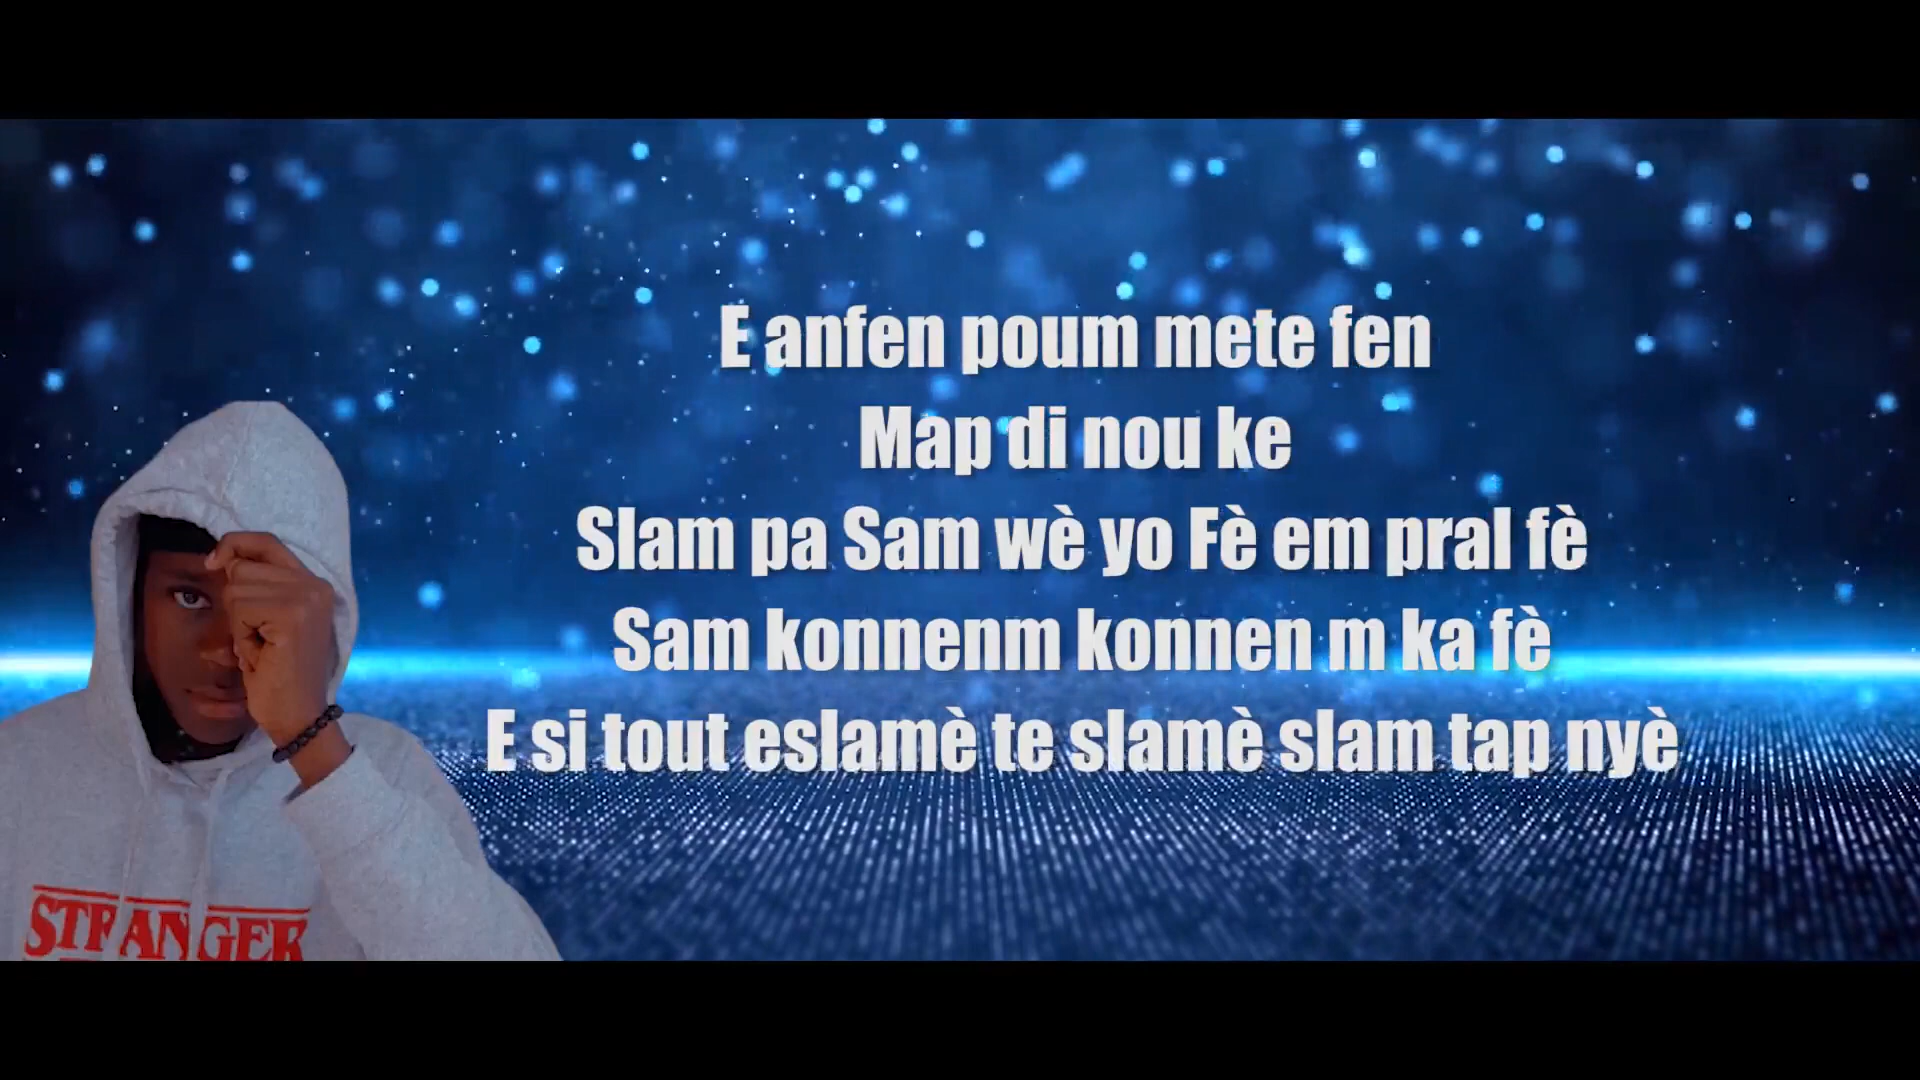 E anfen poum mete fen
Map di nou ke
Slam pa Sam wè yo Fè em pral fè
Sam konnenm konnen m ka fè
E si tout eslamè te slamè slam tap nyè
STRANGER